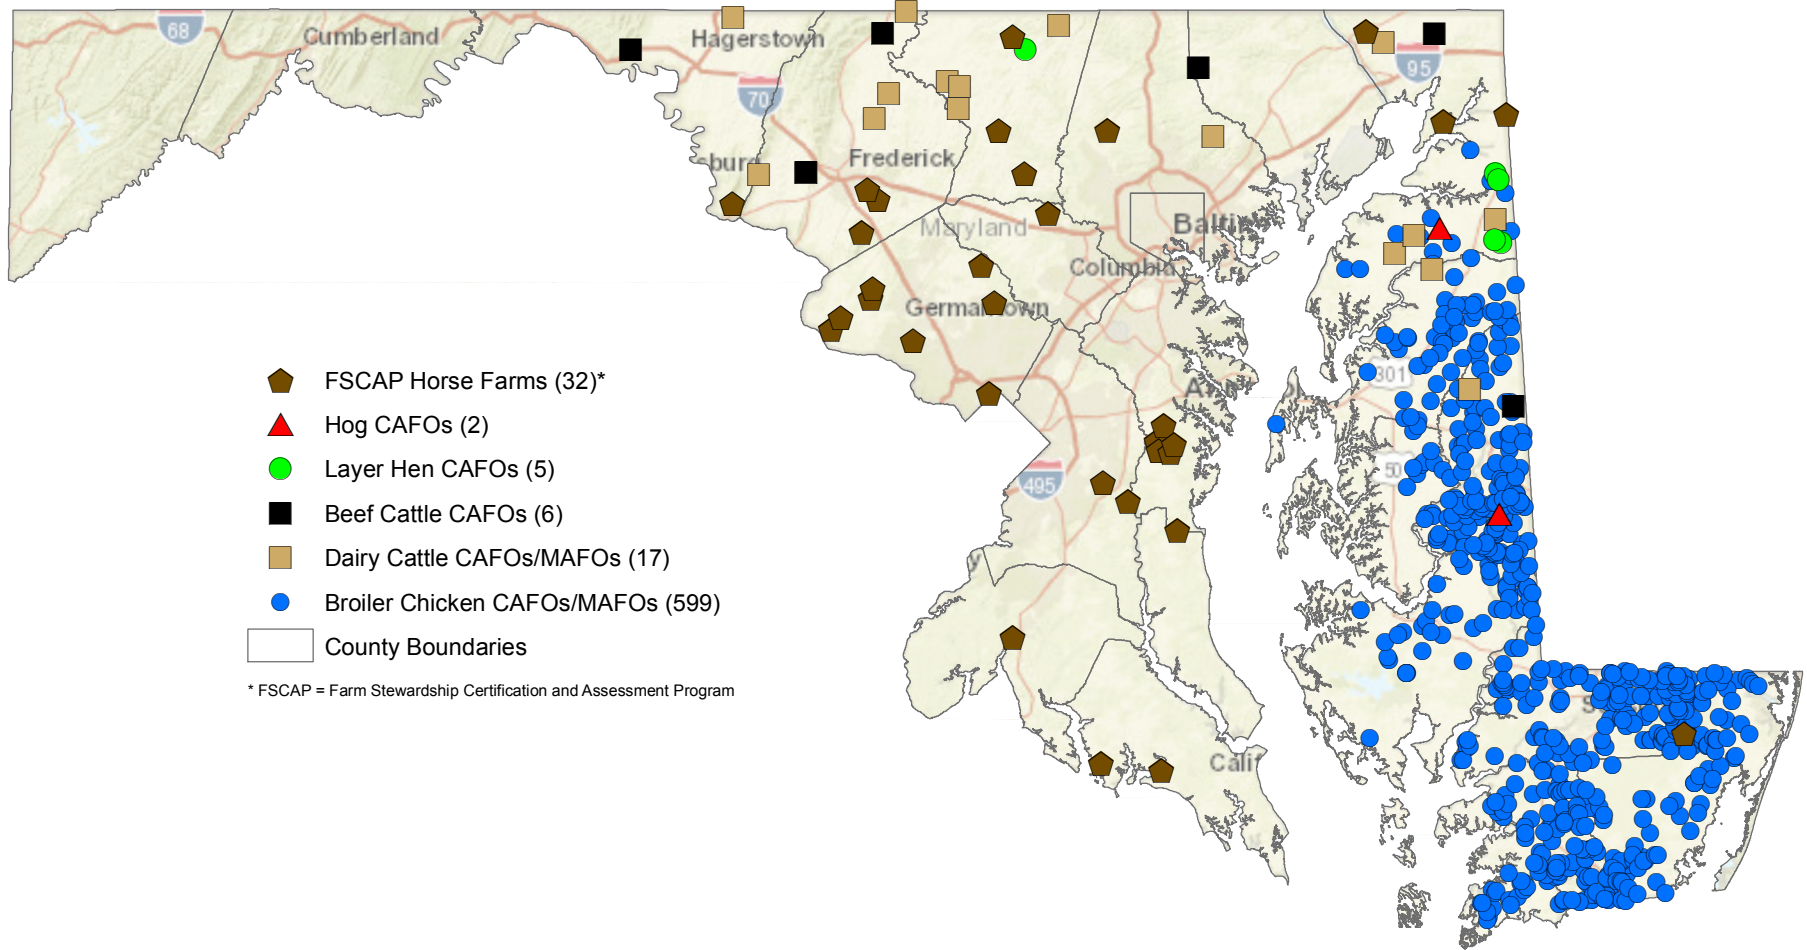 68
Cumberland
Hagerstown
95
70
Frederick
Maryland
Columbia
Germantown
301
50
495
FSCAP Horse Farms (32)*
Hog CAFOs (2)
Layer Hen CAFOs (5)
Beef Cattle CAFOs (6)
Dairy Cattle CAFOs/MAFOs (17)
Broiler Chicken CAFOs/MAFOs (599)
County Boundaries
* FSCAP = Farm Stewardship Certification and Assessment Program